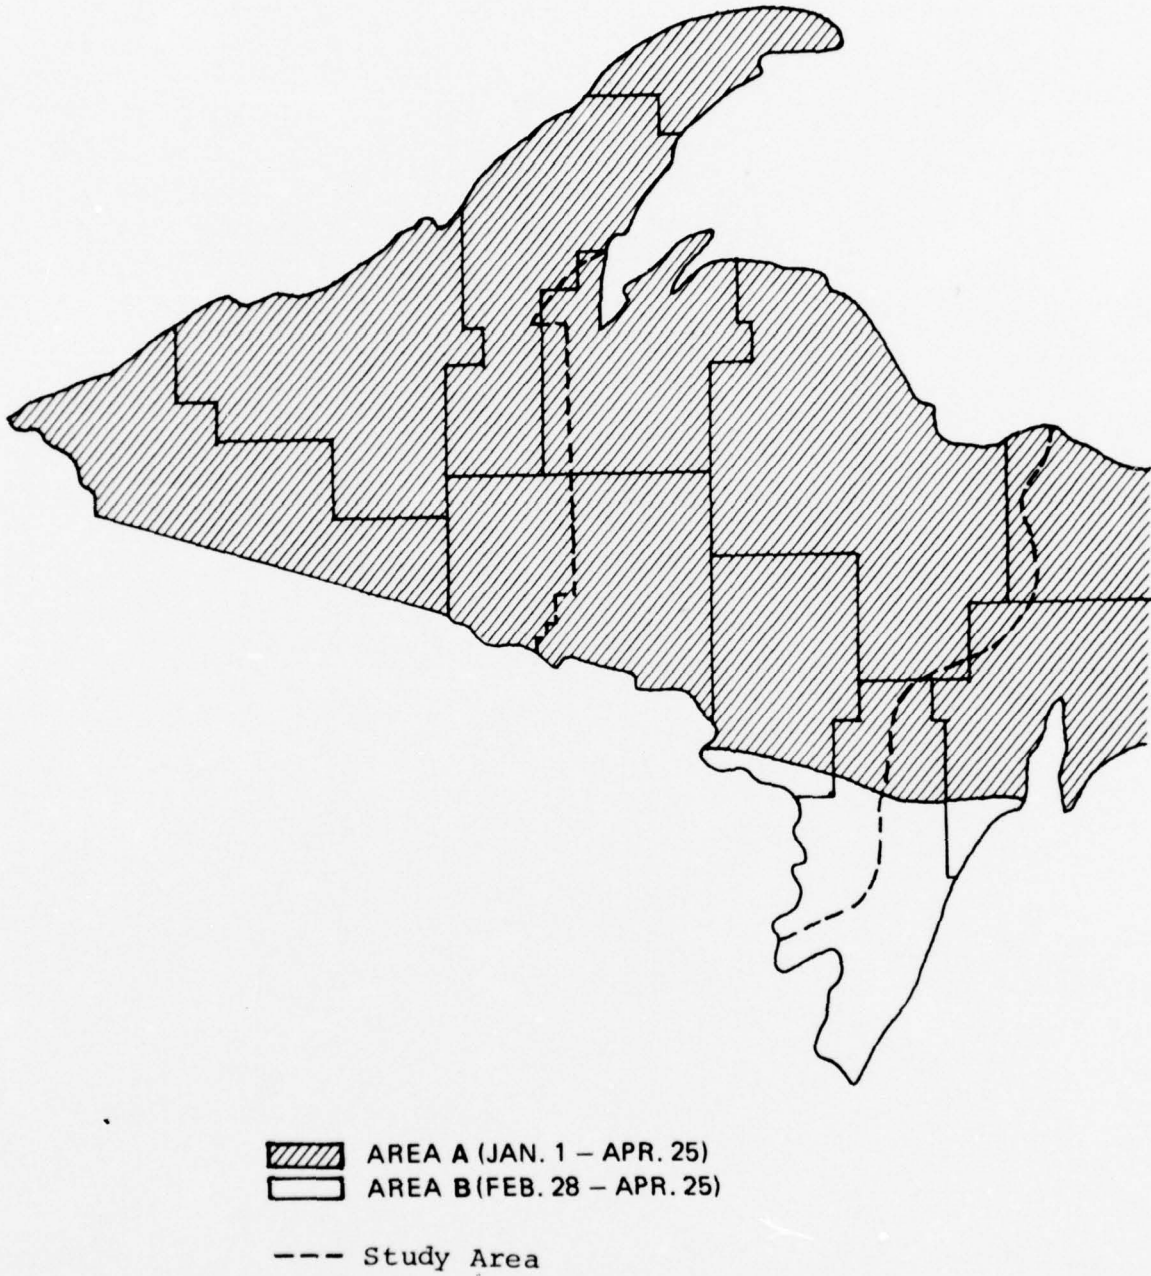 AREA A (JAN. 1 – APR. 25)
AREA B (FEB. 28 – APR. 25)
--- Study Area